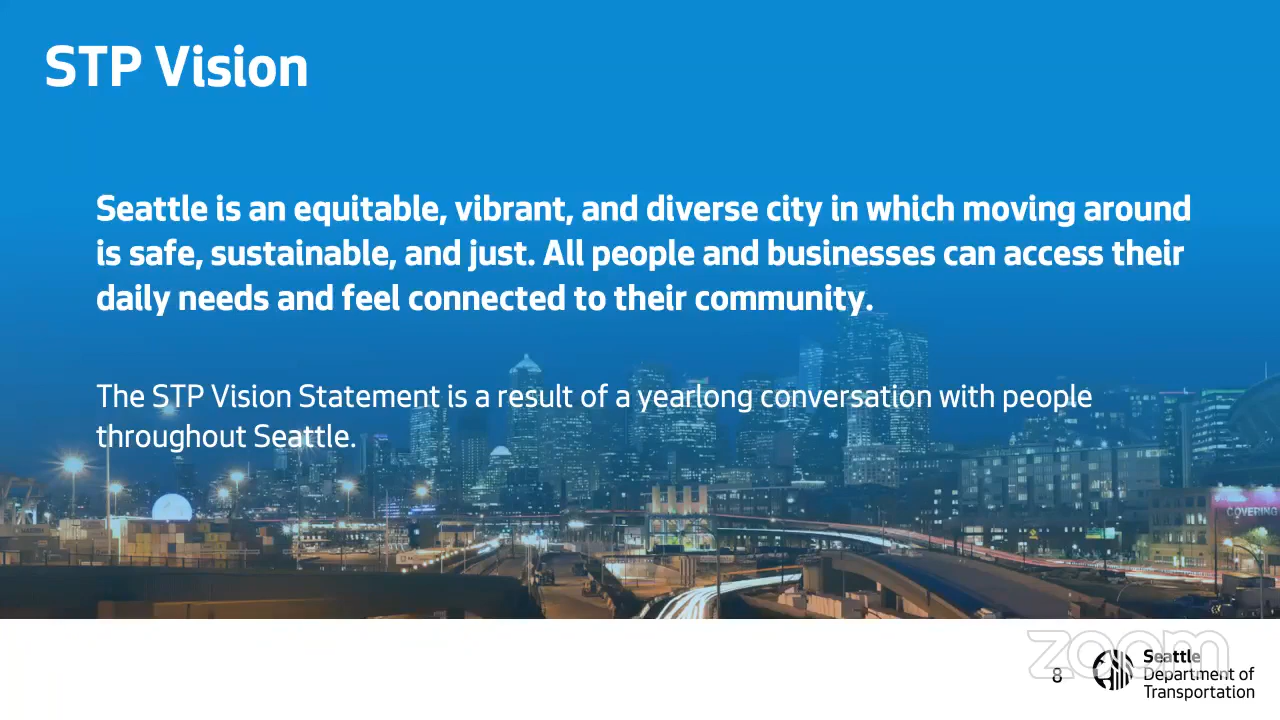 STP Vision
Seattle is an equitable, vibrant, and diverse city in which moving around
is safe, sustainable, and just. All people and businesses can access their
daily needs and feel connected to their community.
The STP Vision Statement is a result of a yearlong conversation with people
throughout Seattle.
COVERING
zoom
8
Seattle
Department of
Transportation